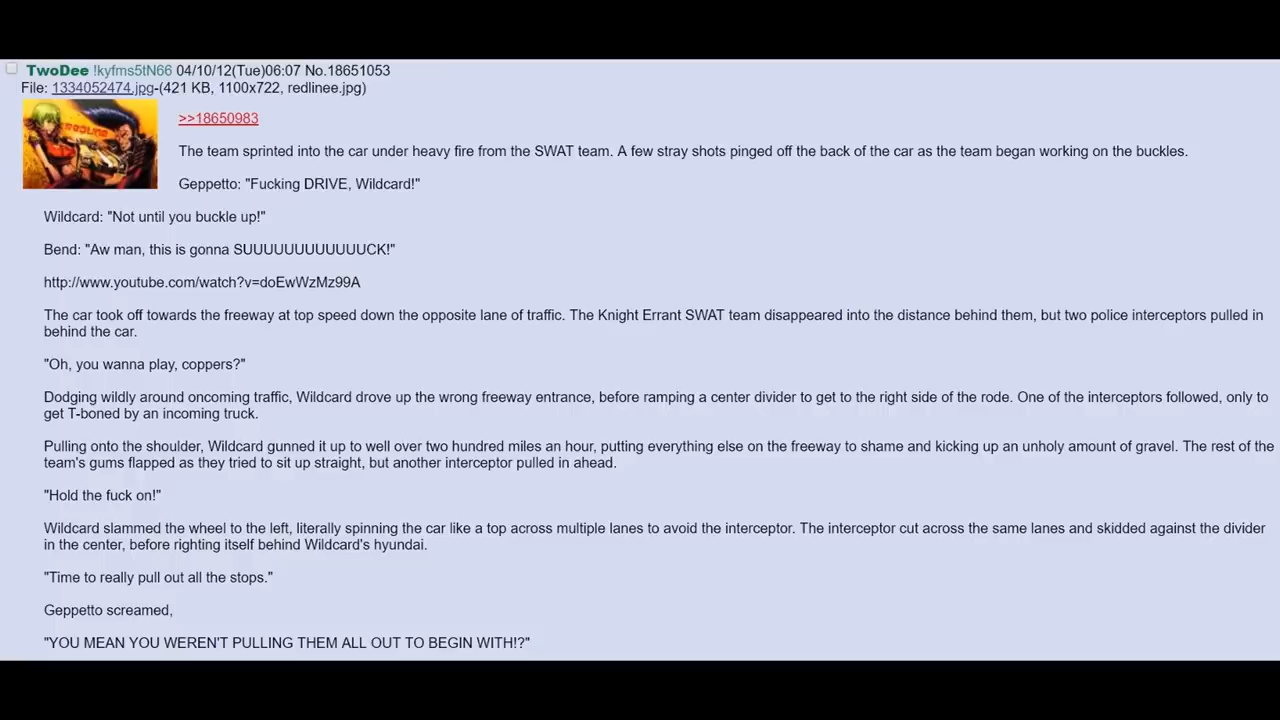 TwoDee !kyfms5tN66 04/10/12(Tue)06:07 No.18651053
File: 1334052474.jpg-(421 KB, 1100x722, redlinee.jpg)
REDLINE
>>18650983
The team sprinted into the car under heavy fire from the SWAT team. A few stray shots pinged off the back of the car as the team began working on the buckles.
Geppetto: "Fucking DRIVE, Wildcard!"
Wildcard: "Not until you buckle up!"
Bend: "Aw man, this is gonna SUUUUUUUUUUUUCK!"
http://www.youtube.com/watch?v=doEwWzMz99A
The car took off towards the freeway at top speed down the opposite lane of traffic. The Knight Errant SWAT team disappeared into the distance behind them, but two police interceptors pulled in
behind the car.
"Oh, you wanna play, coppers?"
Dodging wildly around oncoming traffic, Wildcard drove up the wrong freeway entrance, before ramping a center divider to get to the right side of the rode. One of the interceptors followed, only to
get T-boned by an incoming truck.
Pulling onto the shoulder, Wildcard gunned it up to well over two hundred miles an hour, putting everything else on the freeway to shame and kicking up an unholy amount of gravel. The rest of the
team's gums flapped as they tried to sit up straight, but another interceptor pulled in ahead.
"Hold the fuck on!"
Wildcard slammed the wheel to the left, literally spinning the car like a top across multiple lanes to avoid the interceptor. The interceptor cut across the same lanes and skidded against the divider
in the center, before righting itself behind Wildcard's hyundai.
"Time to really pull out all the stops."
Geppetto screamed,
"YOU MEAN YOU WEREN'T PULLING THEM ALL OUT TO BEGIN WITH!?"